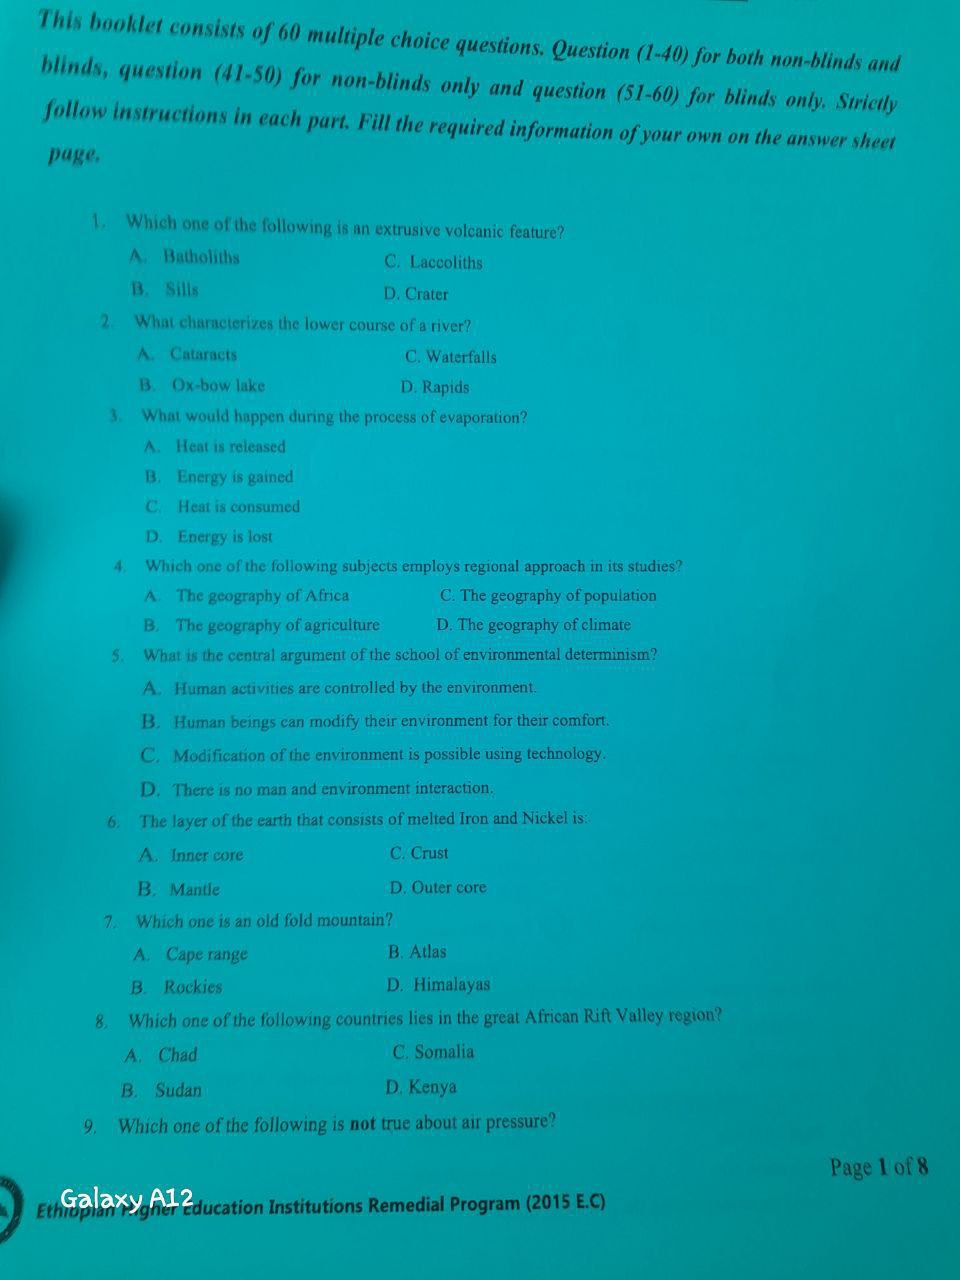 This booklet consists of 60 multiple choice questions. Question (1-40) for both non-blinds and
blinds, question (41-50) for non-blinds only and question (51-60) for blinds only. Strictly
follow instructions in each part. Fill the required information of your own on the answer sheet
page.
1. Which one of the following is an extrusive volcanic feature?
A. Batholiths C. Laccoliths
B. Sills D. Crater
2. What characterizes the lower course of a river?
A. Cataracts C. Waterfalls
B. Ox-bow lake D. Rapids
3. What would happen during the process of evaporation?
A. Heat is released
B. Energy is gained
C. Heat is consumed
D. Energy is lost
4. Which one of the following subjects employs regional approach in its studies?
A. The geography of Africa C. The geography of population
B. The geography of agriculture D. The geography of climate
5. What is the central argument of the school of environmental determinism?
A. Human activities are controlled by the environment.
B. Human beings can modify their environment for their comfort.
C. Modification of the environment is possible using technology.
D. There is no man and environment interaction.
6. The layer of the earth that consists of melted Iron and Nickel is:
A. Inner core C. Crust
B. Mantle D. Outer core
7. Which one is an old fold mountain?
A. Cape range B. Atlas
B. Rockies D. Himalayas
8. Which one of the following countries lies in the great African Rift Valley region?
A. Chad C. Somalia
B. Sudan D. Kenya
9. Which one of the following is not true about air pressure?
Page 1 of 8
Galaxy A12
Ethiopian Higher Education Institutions Remedial Program (2015 E.C)